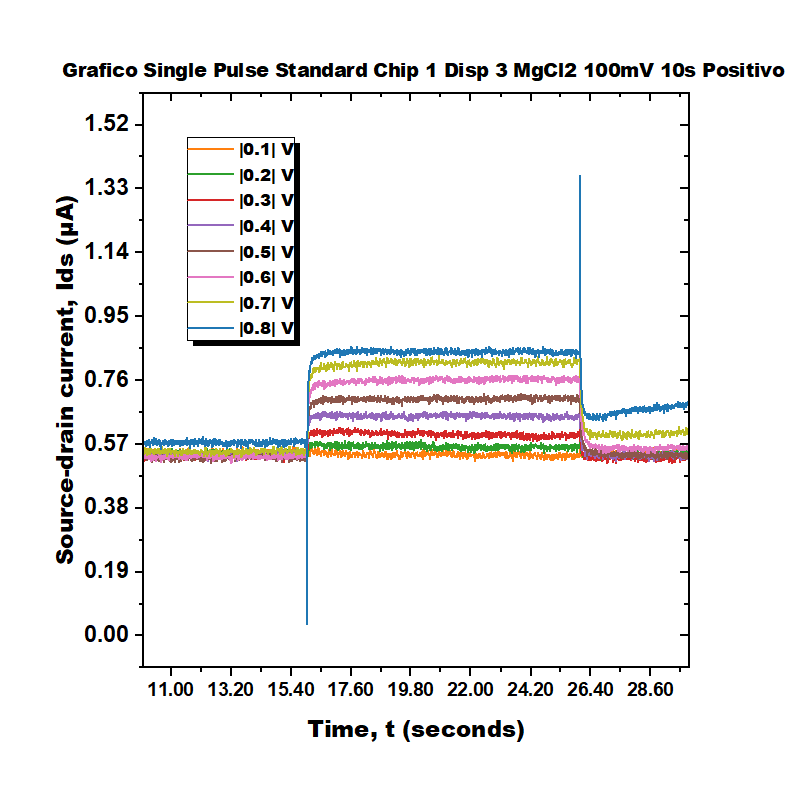 Grafico Single Pulse Standard Chip 1 Disp 3 MgCl2 100mV 10s Positivo
1.52
1.33
1.14
0.95
0.76
0.57
0.38
0.19
0.00
Source-drain current, Ids (µA)
|0.1| V
|0.2| V
|0.3| V
|0.4| V
|0.5| V
|0.6| V
|0.7| V
|0.8| V
11.00 13.20 15.40 17.60 19.80 22.00 24.20 26.40 28.60
Time, t (seconds)